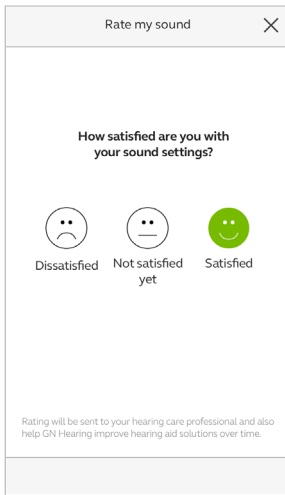 Rate my sound
How satisfied are you with
your sound settings?
Dissatisfied
Not satisfied
yet
Satisfied
Rating will be sent to your hearing care professional and also
help GN Hearing improve hearing aid solutions over time.